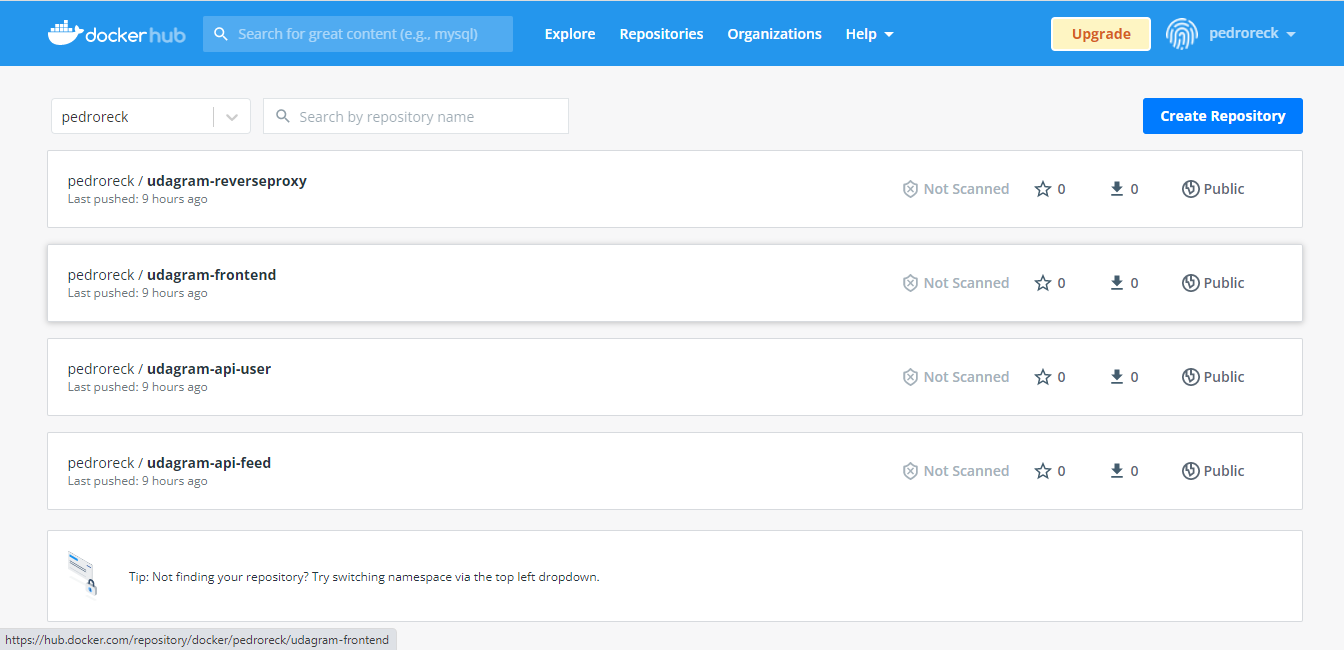 dockerhub Search for great content (e.g., mysql) Explore Repositories Organizations Help Upgrade pedroreck
pedroreck Search by repository name Create Repository
pedroreck / udagram-reverseproxy Not Scanned 0 0 Public
Last pushed: 9 hours ago
pedroreck / udagram-frontend Not Scanned 0 0 Public
Last pushed: 9 hours ago
pedroreck / udagram-api-user Not Scanned 0 0 Public
Last pushed: 9 hours ago
pedroreck / udagram-api-feed Not Scanned 0 0 Public
Last pushed: 9 hours ago
Tip: Not finding your repository? Try switching namespace via the top left dropdown.
https://hub.docker.com/repository/docker/pedroreck/udagram-frontend